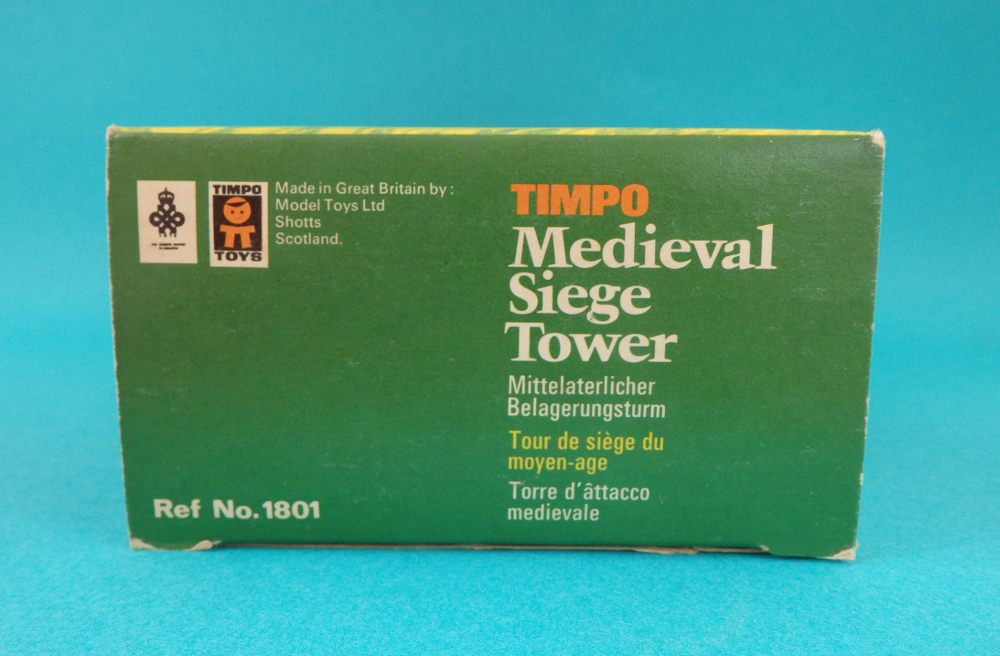 TIMPO
TOYS
Made in Great Britain by :
Model Toys Ltd
Shotts
Scotland.
Ref No. 1801
TIMPO
Medieval
Siege
Tower
Mittelaterlicher
Belagerungsturm
Tour de siège du
moyen-age
Torre d'âttacco
medievale